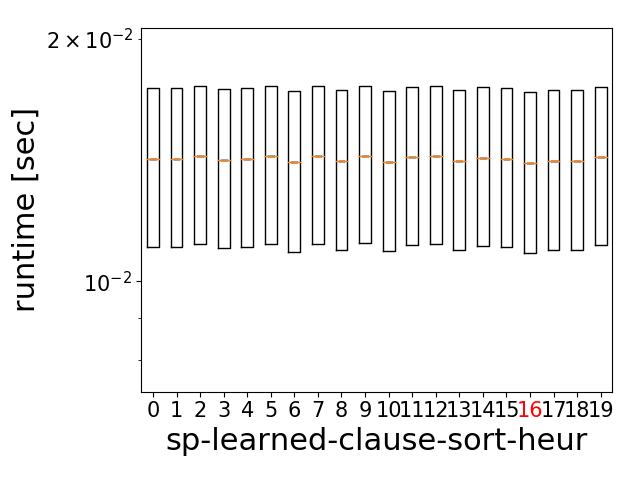 2 × 10⁻²
10⁻²
runtime [sec]
0 1 2 3 4 5 6 7 8 9 10 11 12 13 14 15 16 17 18 19
sp-learned-clause-sort-heur